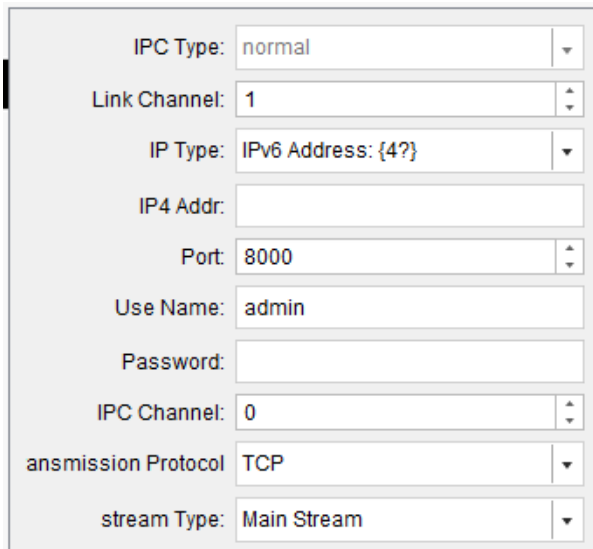 IPC Type: normal
Link Channel: 1
IP Type: IPv6 Address: {4?}
IP4 Addr:
Port: 8000
Use Name: admin
Password:
IPC Channel: 0
ansmission Protocol TCP
stream Type: Main Stream